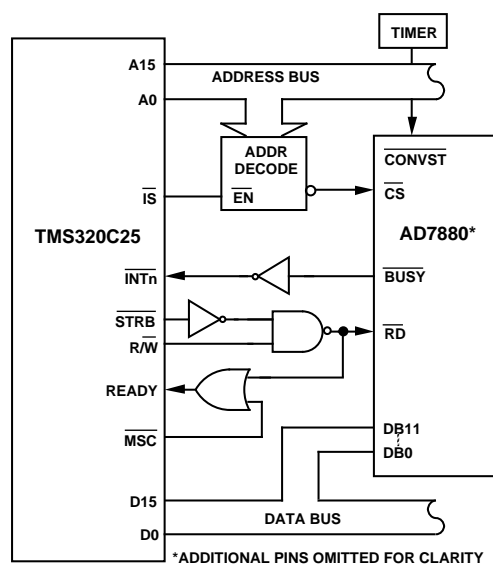 TIMER
A15
ADDRESS BUS
A0
ADDR
DECODE
CONVST
IS
EN
CS
TMS320C25
AD7880*
INTn
BUSY
STRB
R/W
RD
READY
MSC
DB11
DB0
D15
DATA BUS
D0
*ADDITIONAL PINS OMITTED FOR CLARITY